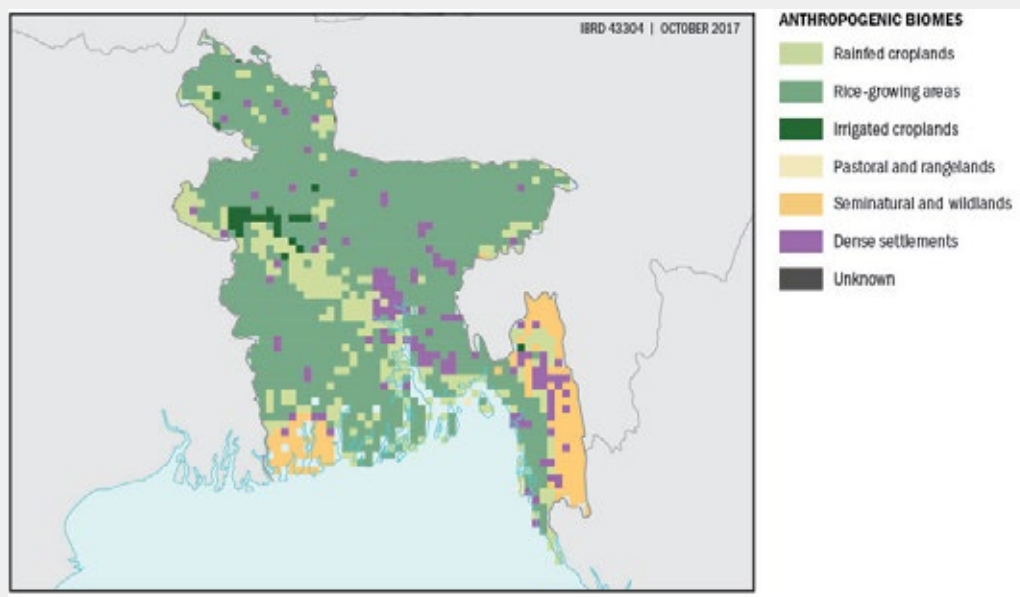 IBRD 43304 | OCTOBER 2017
ANTHROPOGENIC BIOMES
Rainfed croplands
Rice-growing areas
Irrigated croplands
Pastoral and rangelands
Seminatural and wildlands
Dense settlements
Unknown